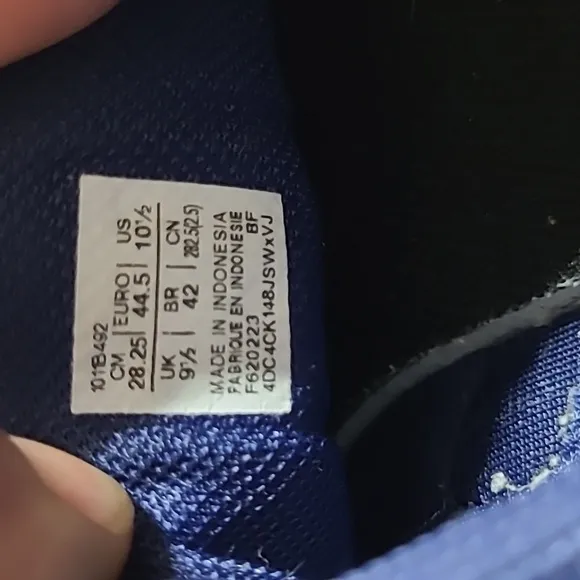 1011B492
CM | EURO | US
28.25 | 44.5 | 10½
UK | BR | CN
9½ | 42 | 282.5(2.5)
MADE IN INDONESIA
FABRIQUE EN INDONESIE
F620223 BF
4DC4CK148JSWxVJ